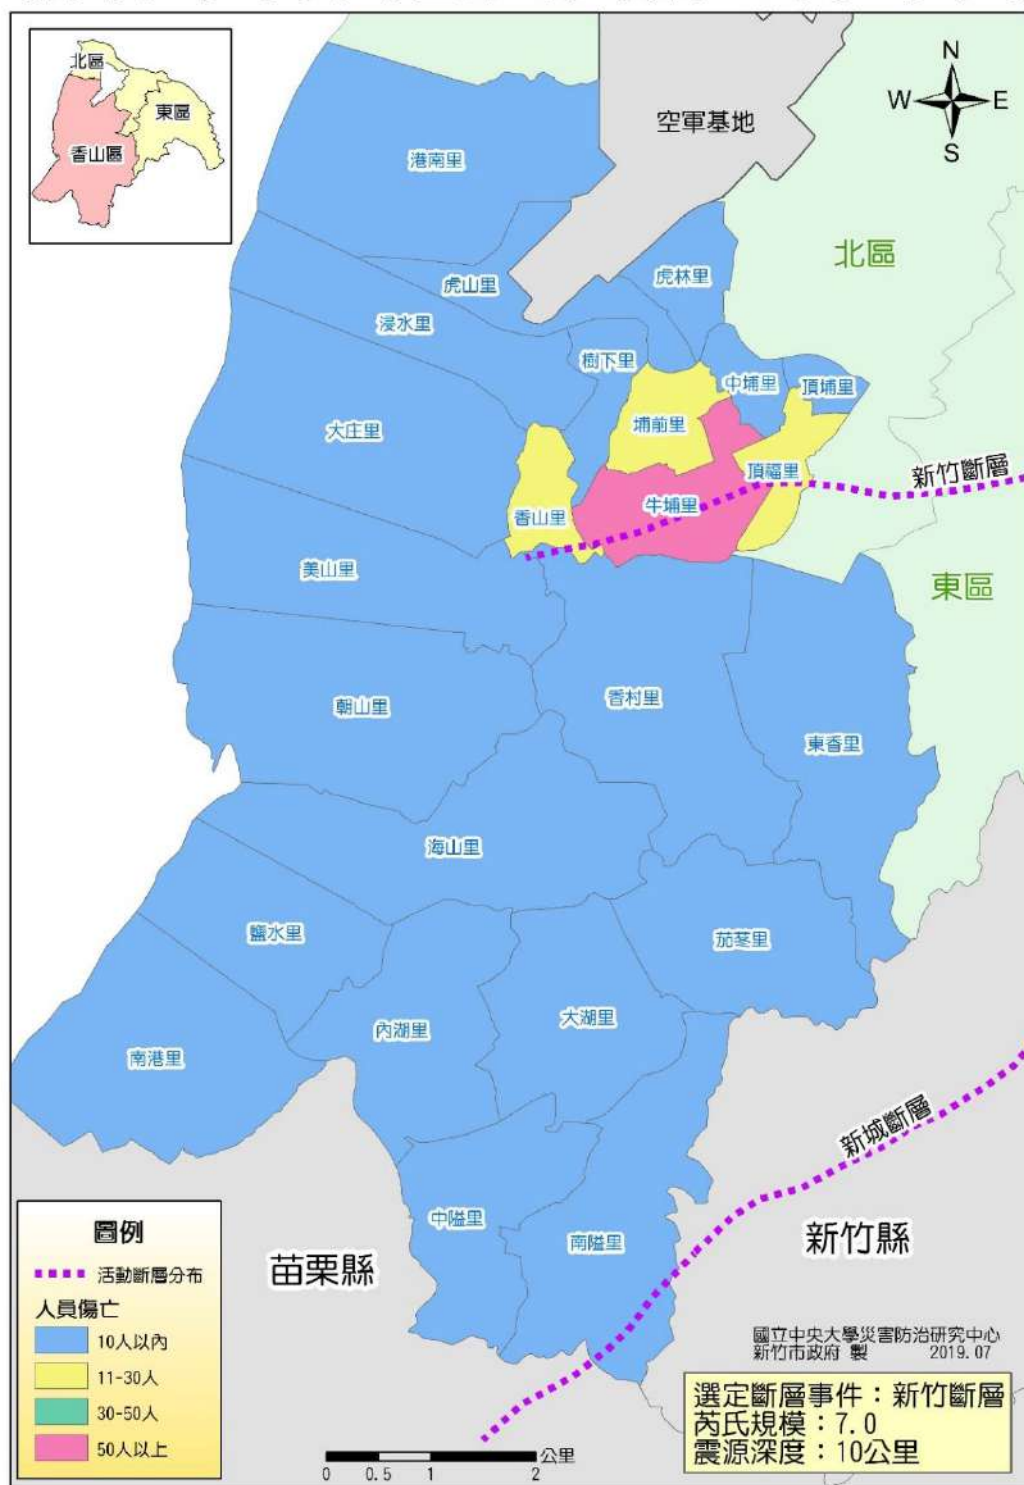 北區
東區
香山區
空軍基地
N
W
E
S
港南里
北區
虎山里
虎林里
浸水里
樹下里
中埔里
頂埔里
大庄里
埔前里
頂福里
新竹斷層
香山里
牛埔里
美山里
東區
朝山里
香村里
東香里
海山里
鹽水里
茄苳里
內湖里
大湖里
南港里
新城斷層
中隘里
南隘里
苗栗縣
新竹縣
圖例
活動斷層分布
人員傷亡
10人以內
11-30人
30-50人
50人以上
國立中央大學災害防治研究中心
新竹市政府 製 2019.07
選定斷層事件：新竹斷層
芮氏規模：7.0
震源深度：10公里
公里
0 0.5 1 2